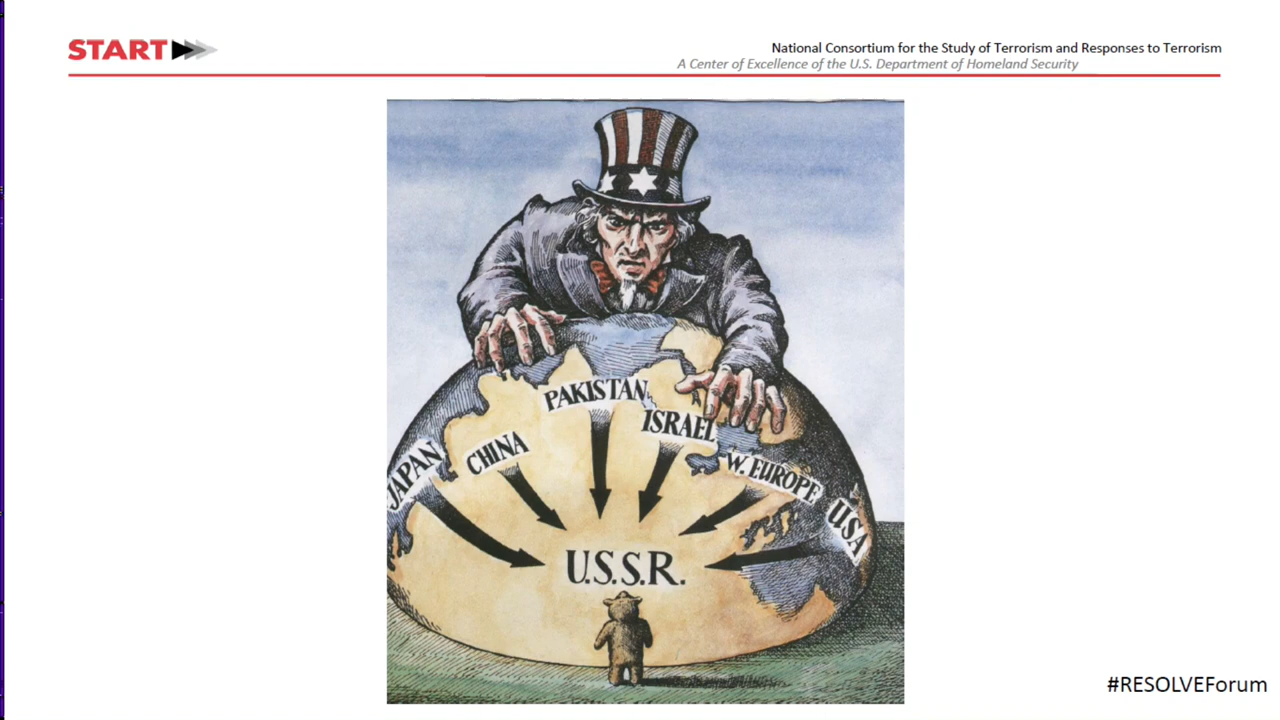 START
National Consortium for the Study of Terrorism and Responses to Terrorism
A Center of Excellence of the U.S. Department of Homeland Security
PAKISTAN
ISRAEL
JAPAN
CHINA
W. EUROPE
USA
U.S.S.R.
#RESOLVEForum